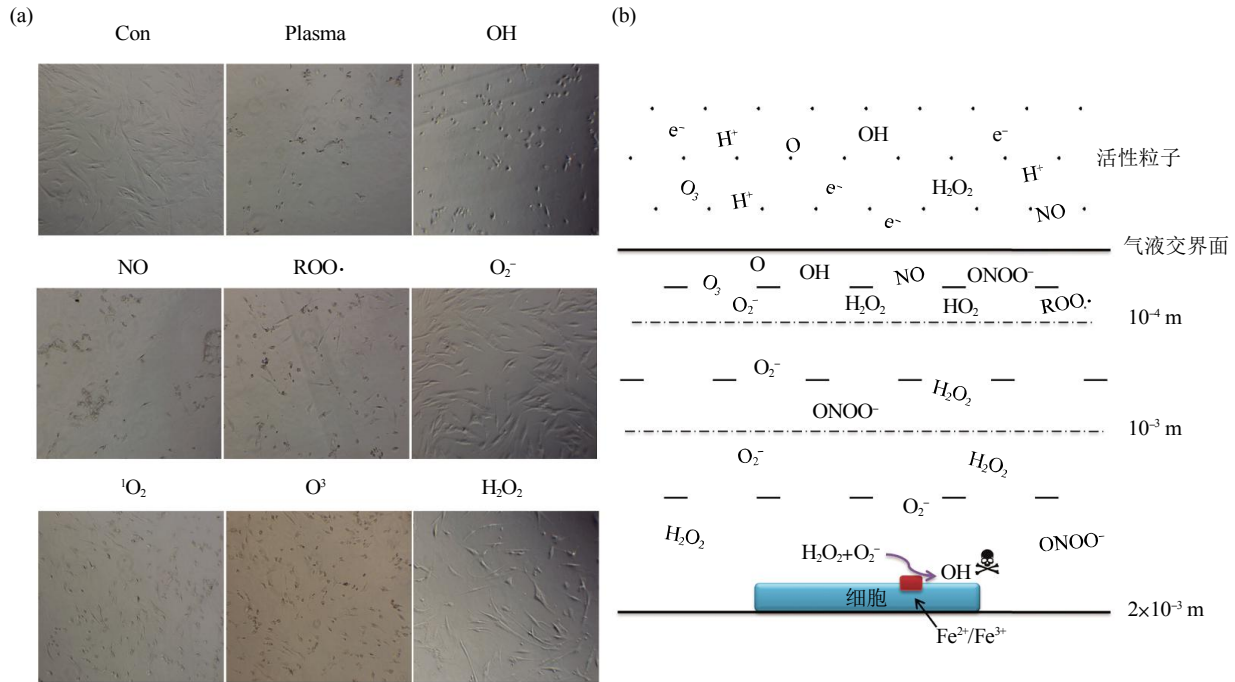 (a)
Con Plasma OH
NO ROO· O₂⁻
¹O₂ O³ H₂O₂
(b)
e⁻ H⁺ O OH e⁻
活性粒子
O₃ H⁺ e⁻ H₂O₂ H⁺
e⁻ NO
气液交界面
O₃ O OH NO ONOO⁻
O₂⁻ H₂O₂ HO₂ ROO·
10⁻⁴ m
O₂⁻ H₂O₂
ONOO⁻
10⁻³ m
O₂⁻ H₂O₂
O₂⁻
H₂O₂ ONOO⁻
H₂O₂+O₂⁻ OH
细胞
2×10⁻³ m
Fe²⁺/Fe³⁺